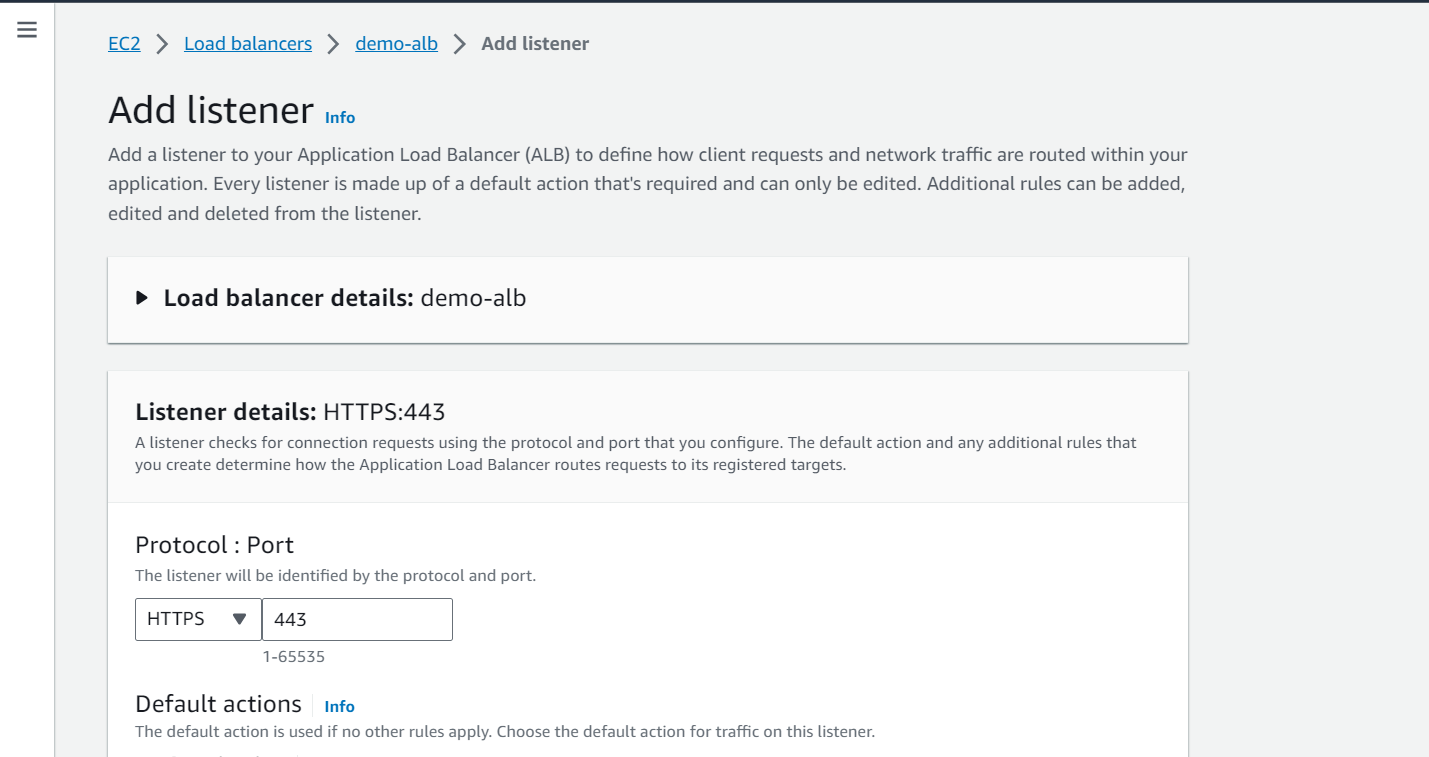 EC2 > Load balancers > demo-alb > Add listener
Add listener Info
Add a listener to your Application Load Balancer (ALB) to define how client requests and network traffic are routed within your
application. Every listener is made up of a default action that's required and can only be edited. Additional rules can be added,
edited and deleted from the listener.
Load balancer details: demo-alb
Listener details: HTTPS:443
A listener checks for connection requests using the protocol and port that you configure. The default action and any additional rules that
you create determine how the Application Load Balancer routes requests to its registered targets.
Protocol : Port
The listener will be identified by the protocol and port.
HTTPS 443
1-65535
Default actions Info
The default action is used if no other rules apply. Choose the default action for traffic on this listener.